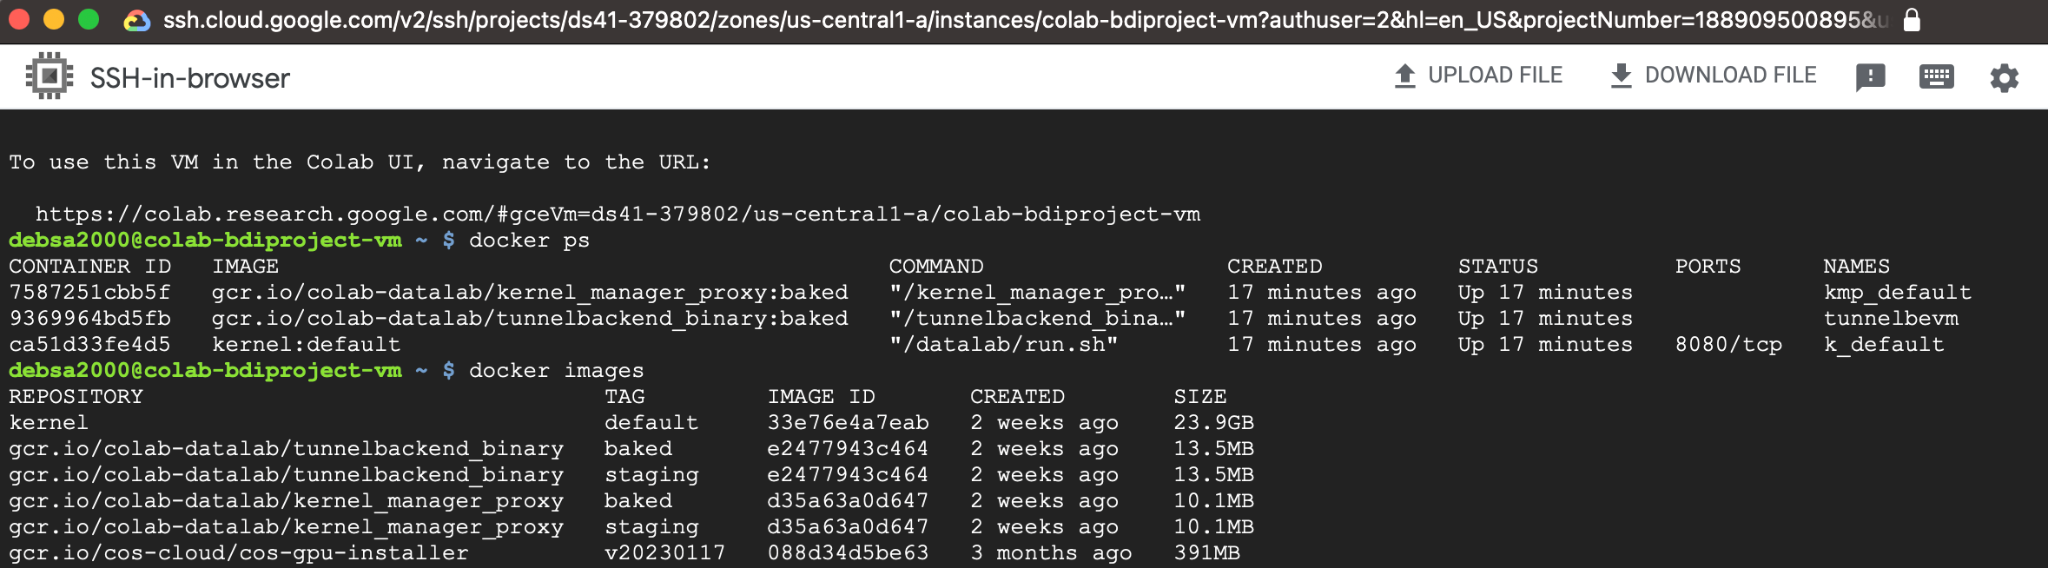 ssh.cloud.google.com/v2/ssh/projects/ds41-379802/zones/us-central1-a/instances/colab-bdiproject-vm?authuser=2&hl=en_US&projectNumber=188909500895&u
SSH-in-browser UPLOAD FILE DOWNLOAD FILE
To use this VM in the Colab UI, navigate to the URL:
https://colab.research.google.com/#gceVm=ds41-379802/us-central1-a/colab-bdiproject-vm
debsa2000@colab-bdiproject-vm ~ $ docker ps
CONTAINER ID IMAGE COMMAND CREATED STATUS PORTS NAMES
7587251cbb5f gcr.io/colab-datalab/kernel_manager_proxy:baked "/kernel_manager_pro…" 17 minutes ago Up 17 minutes kmp_default
9369964bd5fb gcr.io/colab-datalab/tunnelbackend_binary:baked "/tunnelbackend_bina…" 17 minutes ago Up 17 minutes tunnelbevm
ca51d33fe4d5 kernel:default "/datalab/run.sh" 17 minutes ago Up 17 minutes 8080/tcp k_default
debsa2000@colab-bdiproject-vm ~ $ docker images
REPOSITORY TAG IMAGE ID CREATED SIZE
kernel default 33e76e4a7eab 2 weeks ago 23.9GB
gcr.io/colab-datalab/tunnelbackend_binary baked e2477943c464 2 weeks ago 13.5MB
gcr.io/colab-datalab/tunnelbackend_binary staging e2477943c464 2 weeks ago 13.5MB
gcr.io/colab-datalab/kernel_manager_proxy baked d35a63a0d647 2 weeks ago 10.1MB
gcr.io/colab-datalab/kernel_manager_proxy staging d35a63a0d647 2 weeks ago 10.1MB
gcr.io/cos-cloud/cos-gpu-installer v20230117 088d34d5be63 3 months ago 391MB